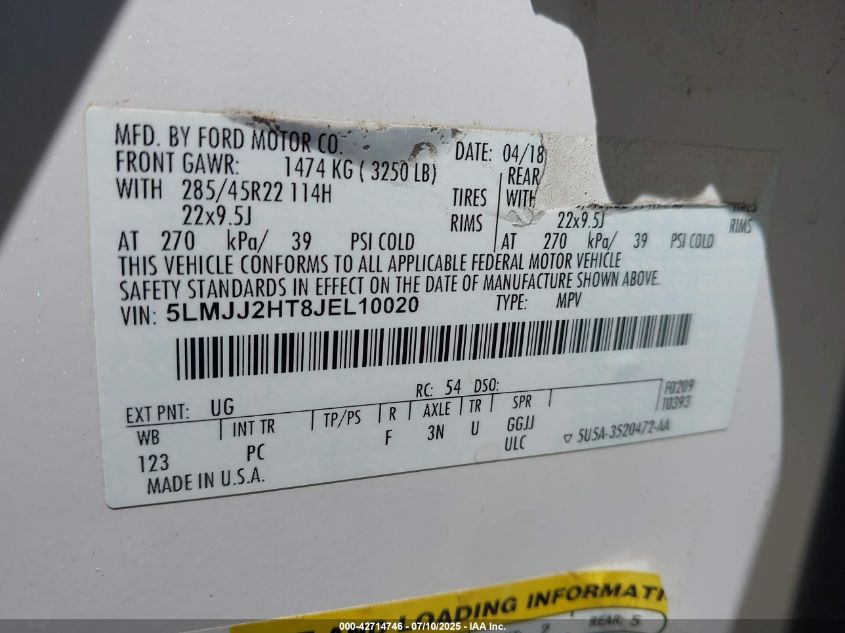 MFD. BY FORD MOTOR CO. DATE: 04/18
FRONT GAWR: 1474 KG ( 3250 LB) REAR
WITH 285/45R22 114H TIRES WITH TIRES
22x9.5J RIMS 22x9.5J RIMS
AT 270 kPa/ 39 PSI COLD AT 270 kPa/ 39 PSI COLD
THIS VEHICLE CONFORMS TO ALL APPLICABLE FEDERAL MOTOR VEHICLE
SAFETY STANDARDS IN EFFECT ON THE DATE OF MANUFACTURE SHOWN ABOVE.
VIN: 5LMJJ2HT8JEL10020 TYPE: MPV
EXT PNT: UG RC: 54 DSO: F0209
T0393
WB INT TR TP/PS R AXLE TR SPR
123 PC F 3N U GGJJ
ULC 5U5A-3520472-AA
MADE IN U.S.A.
LOADING INFORMATI
2 REAR: 5
000-42714746 - 07/10/2025 - IAA Inc.